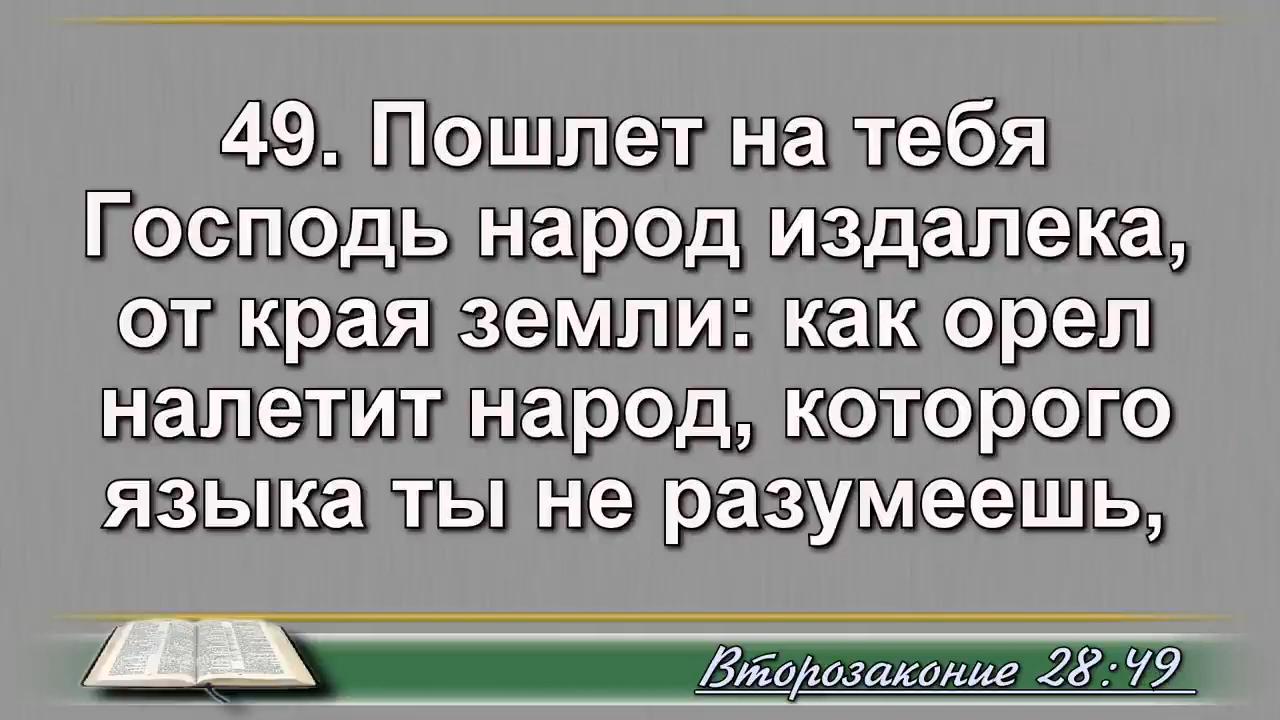 49. Пошлет на тебя
Господь народ издалека,
от края земли: как орел
налетит народ, которого
языка ты не разумеешь,
Второзаконие 28:49